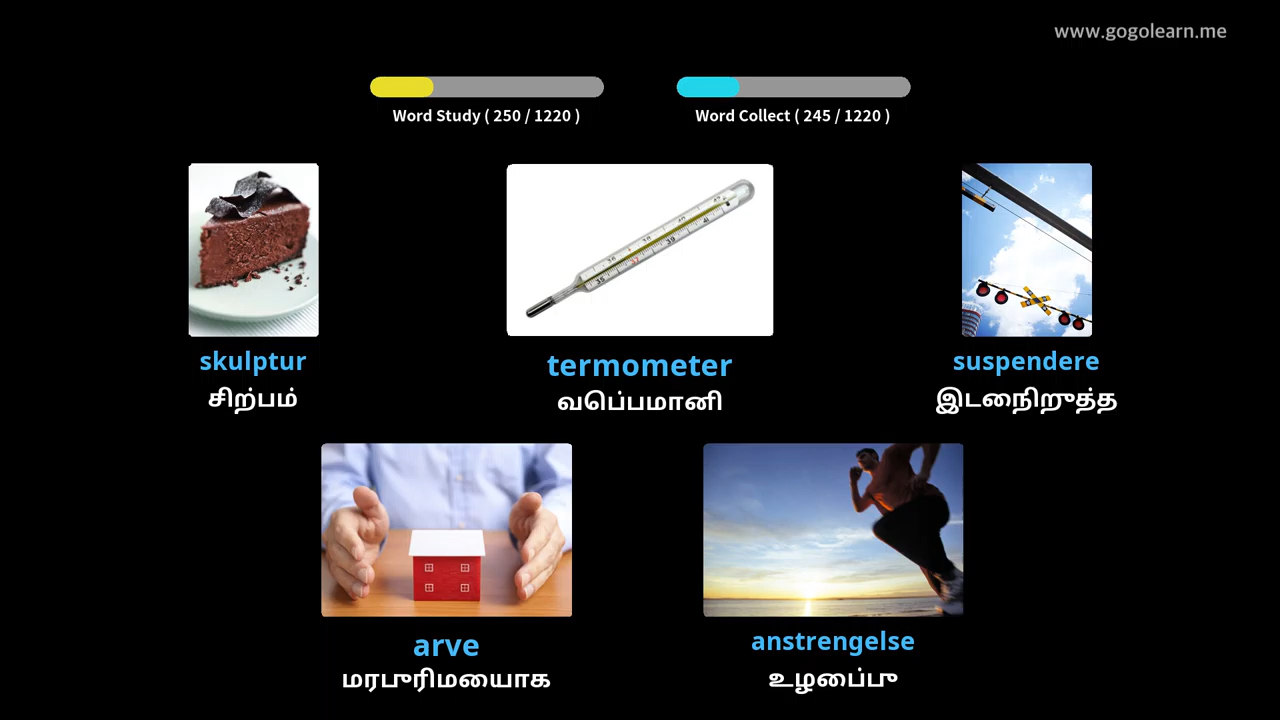 www.gogolearn.me
Word Study ( 250 / 1220 )
Word Collect ( 245 / 1220 )
skulptur
சிற்பம்
termometer
வெப்பமானி
suspendere
இடைநிறுத்த
arve
மரபுரிமையாக
anstrengelse
உழைப்பு